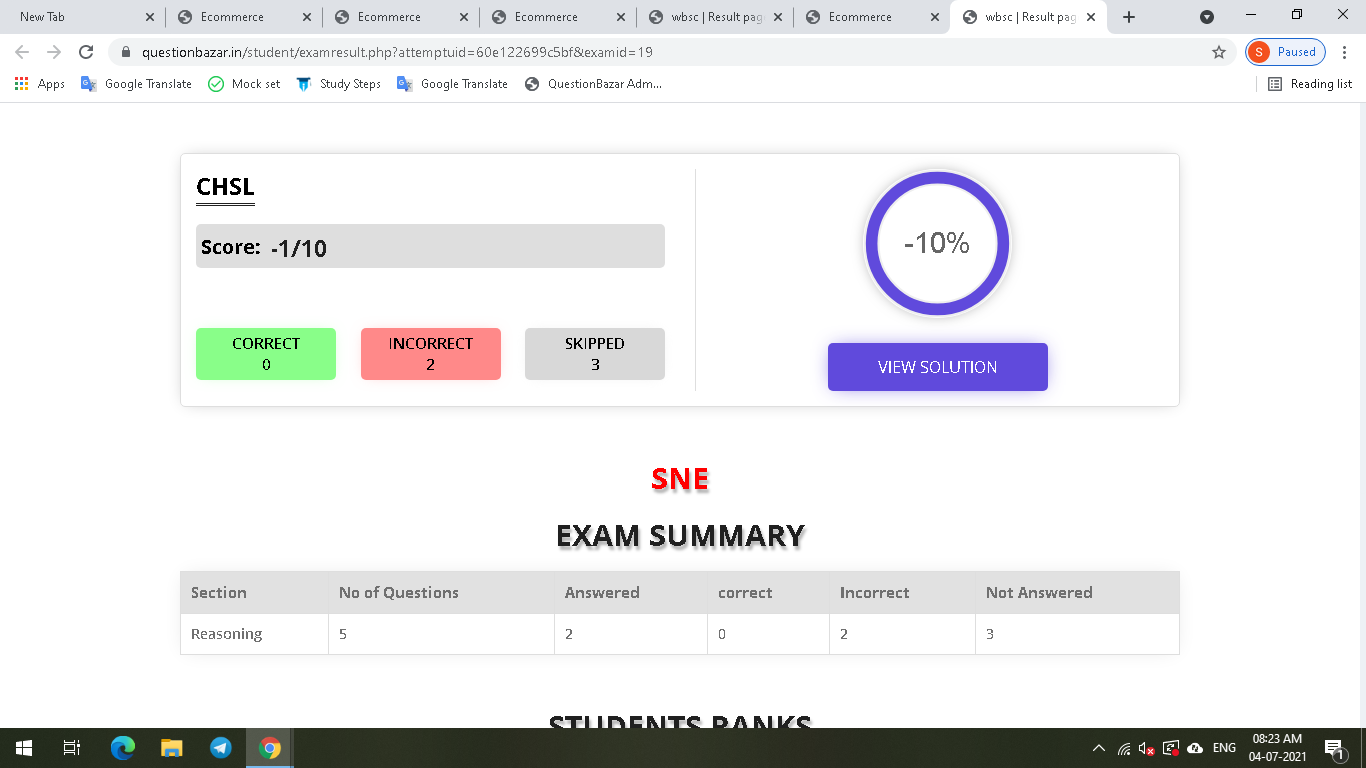 New Tab
Ecommerce
Ecommerce
Ecommerce
wbsc | Result pag
Ecommerce
wbsc | Result pag
questionbazar.in/student/examresult.php?attemptuid=60e122699c5bf&examid=19
S Paused
Apps
Google Translate
Mock set
Study Steps
Google Translate
QuestionBazar Adm...
Reading list
CHSL
Score: -1/10
CORRECT
0
INCORRECT
2
SKIPPED
3
-10%
VIEW SOLUTION
SNE
EXAM SUMMARY
Section No of Questions Answered correct Incorrect Not Answered
Reasoning 5 2 0 2 3
STUDENTS RANKS
ENG
08:23 AM
04-07-2021
1